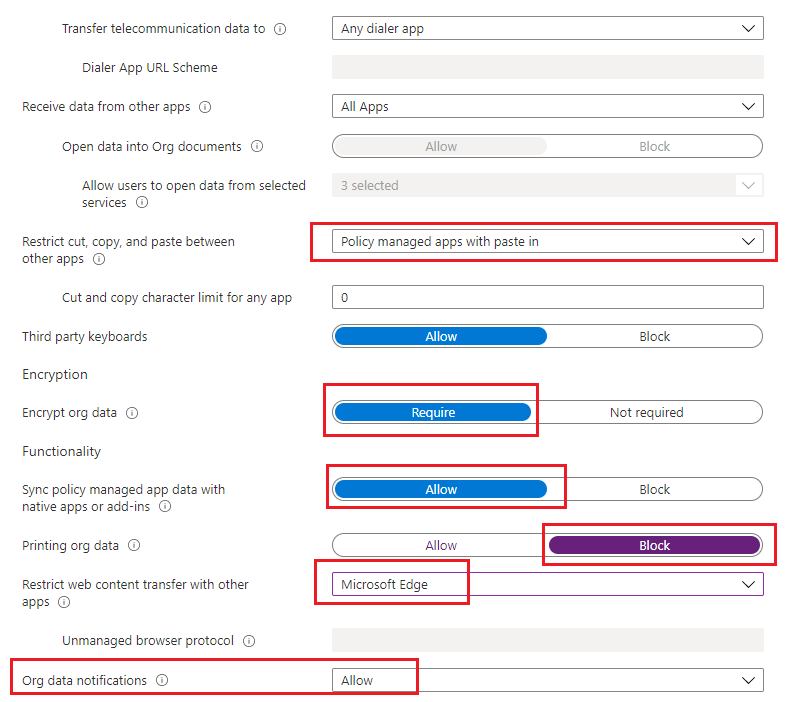 Transfer telecommunication data to
Any dialer app
Dialer App URL Scheme
Receive data from other apps
All Apps
Open data into Org documents
Allow
Block
Allow users to open data from selected
services
3 selected
Restrict cut, copy, and paste between
other apps
Policy managed apps with paste in
Cut and copy character limit for any app
0
Third party keyboards
Allow
Block
Encryption
Encrypt org data
Require
Not required
Functionality
Sync policy managed app data with
native apps or add-ins
Allow
Block
Printing org data
Allow
Block
Restrict web content transfer with other
apps
Microsoft Edge
Unmanaged browser protocol
Org data notifications
Allow